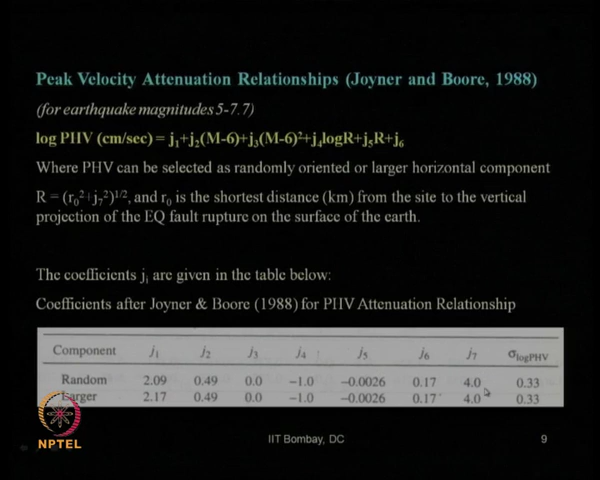 Peak Velocity Attenuation Relationships (Joyner and Boore, 1988)
(for earthquake magnitudes 5-7.7)
log PHV (cm/sec) = j₁+j₂(M-6)+j₃(M-6)²+j₄logR+j₅R+j₆
Where PHV can be selected as randomly oriented or larger horizontal component
R = (r₀²+j₇²)^1/2, and r₀ is the shortest distance (km) from the site to the vertical
projection of the EQ fault rupture on the surface of the earth.
The coefficients jᵢ are given in the table below:
Coefficients after Joyner & Boore (1988) for PHV Attenuation Relationship
Component j₁ j₂ j₃ j₄ j₅ j₆ j₇ σlogPHV
Random 2.09 0.49 0.0 −1.0 −0.0026 0.17 4.0 0.33
Larger 2.17 0.49 0.0 −1.0 −0.0026 0.17 4.0 0.33
NPTEL
IIT Bombay, DC
9